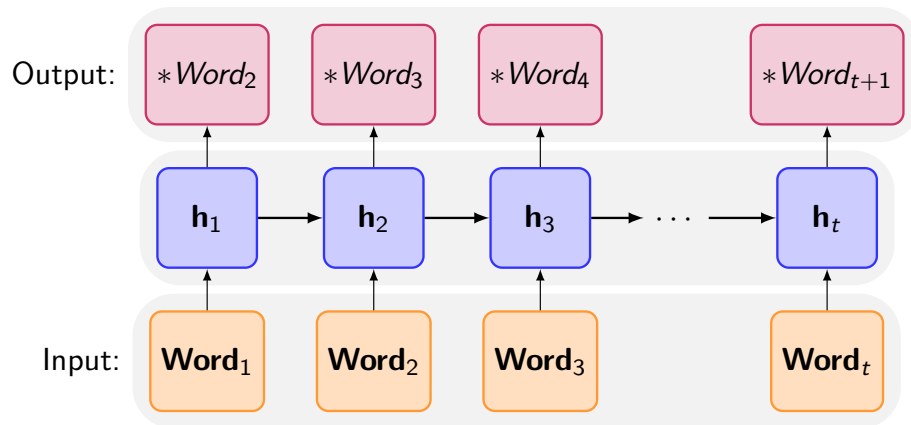 Output: *Word₂ *Word₃ *Word₄ *Wordₜ₊₁
h₁ h₂ h₃ ... hₜ
Input: Word₁ Word₂ Word₃ Wordₜ